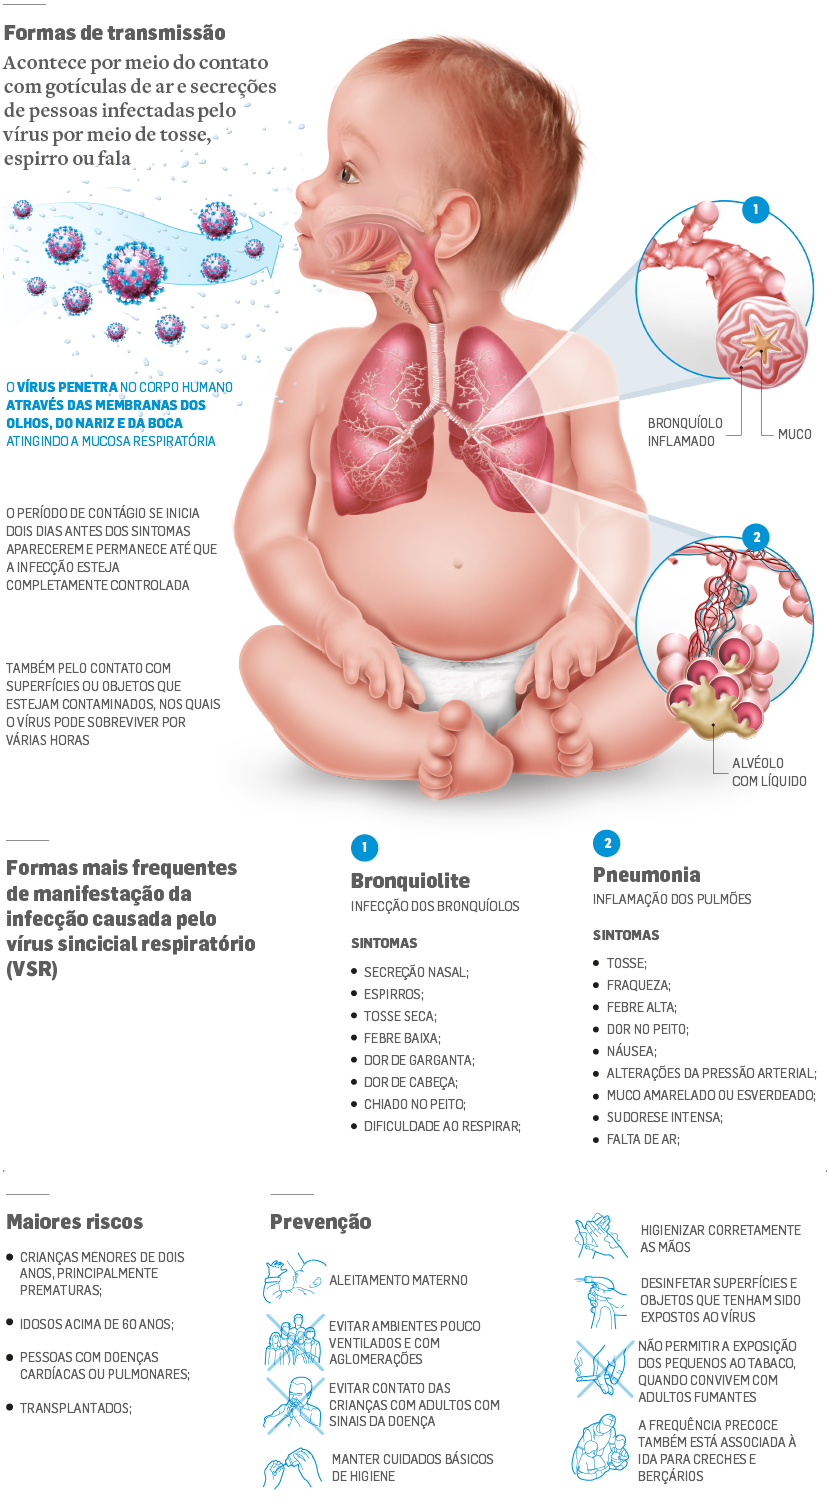 Formas de transmissão
Acontece por meio do contato
com gotículas de ar e secreções
de pessoas infectadas pelo
vírus por meio de tosse,
espirro ou fala
O VÍRUS PENETRA NO CORPO HUMANO
ATRAVÉS DAS MEMBRANAS DOS
OLHOS, DO NARIZ E DA BOCA
ATINGINDO A MUCOSA RESPIRATÓRIA
O PERÍODO DE CONTÁGIO SE INICIA
DOIS DIAS ANTES DOS SINTOMAS
APARECEREM E PERMANECE ATÉ QUE
A INFECÇÃO ESTEJA
COMPLETAMENTE CONTROLADA
TAMBÉM PELO CONTATO COM
SUPERFÍCIES OU OBJETOS QUE
ESTEJAM CONTAMINADOS, NOS QUAIS
O VÍRUS PODE SOBREVIVER POR
VÁRIAS HORAS
1
BRONQUÍOLO
INFLAMADO
MUCO
2
ALVÉOLO
COM LÍQUIDO
Formas mais frequentes
de manifestação da
infecção causada pelo
vírus sincicial respiratório
(VSR)
1
Bronquiolite
INFECÇÃO DOS BRONQUÍOLOS
SINTOMAS
• SECREÇÃO NASAL;
• ESPIRROS;
• TOSSE SECA;
• FEBRE BAIXA;
• DOR DE GARGANTA;
• DOR DE CABEÇA;
• CHIADO NO PEITO;
• DIFICULDADE AO RESPIRAR;
2
Pneumonia
INFLAMAÇÃO DOS PULMÕES
SINTOMAS
• TOSSE;
• FRAQUEZA;
• FEBRE ALTA;
• DOR NO PEITO;
• NÁUSEA;
• ALTERAÇÕES DA PRESSÃO ARTERIAL;
• MUCO AMARELADO OU ESVERDEADO;
• SUDORESE INTENSA;
• FALTA DE AR;
Maiores riscos
• CRIANÇAS MENORES DE DOIS
ANOS, PRINCIPALMENTE
PREMATURAS;
• IDOSOS ACIMA DE 60 ANOS;
• PESSOAS COM DOENÇAS
CARDÍACAS OU PULMONARES;
• TRANSPLANTADOS;
Prevenção
ALEITAMENTO MATERNO
EVITAR AMBIENTES POUCO
VENTILADOS E COM
AGLOMERAÇÕES
EVITAR CONTATO DAS
CRIANÇAS COM ADULTOS COM
SINAIS DA DOENÇA
MANTER CUIDADOS BÁSICOS
DE HIGIENE
HIGIENIZAR CORRETAMENTE
AS MÃOS
DESINFETAR SUPERFÍCIES E
OBJETOS QUE TENHAM SIDO
EXPOSTOS AO VÍRUS
NÃO PERMITIR A EXPOSIÇÃO
DOS PEQUENOS AO TABACO,
QUANDO CONVIVEM COM
ADULTOS FUMANTES
A FREQUÊNCIA PRECOCE
TAMBÉM ESTÁ ASSOCIADA À
IDA PARA CRECHES E
BERÇÁRIOS